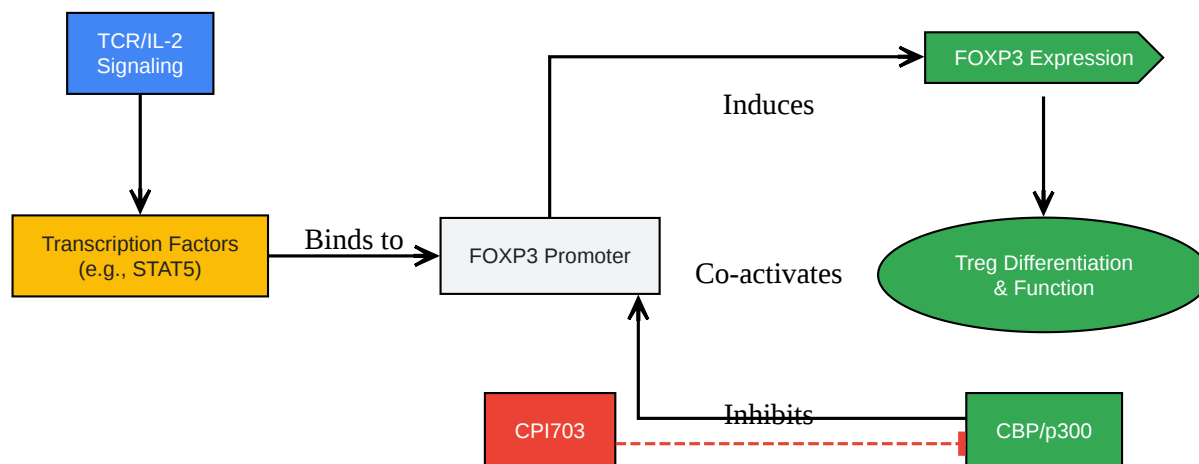 TCR/IL-2
Signaling
FOXP3 Expression
Induces
Transcription Factors
(e.g., STAT5)
Binds to
FOXP3 Promoter
Co-activates
Treg Differentiation
& Function
CPI703
Inhibits
CBP/p300